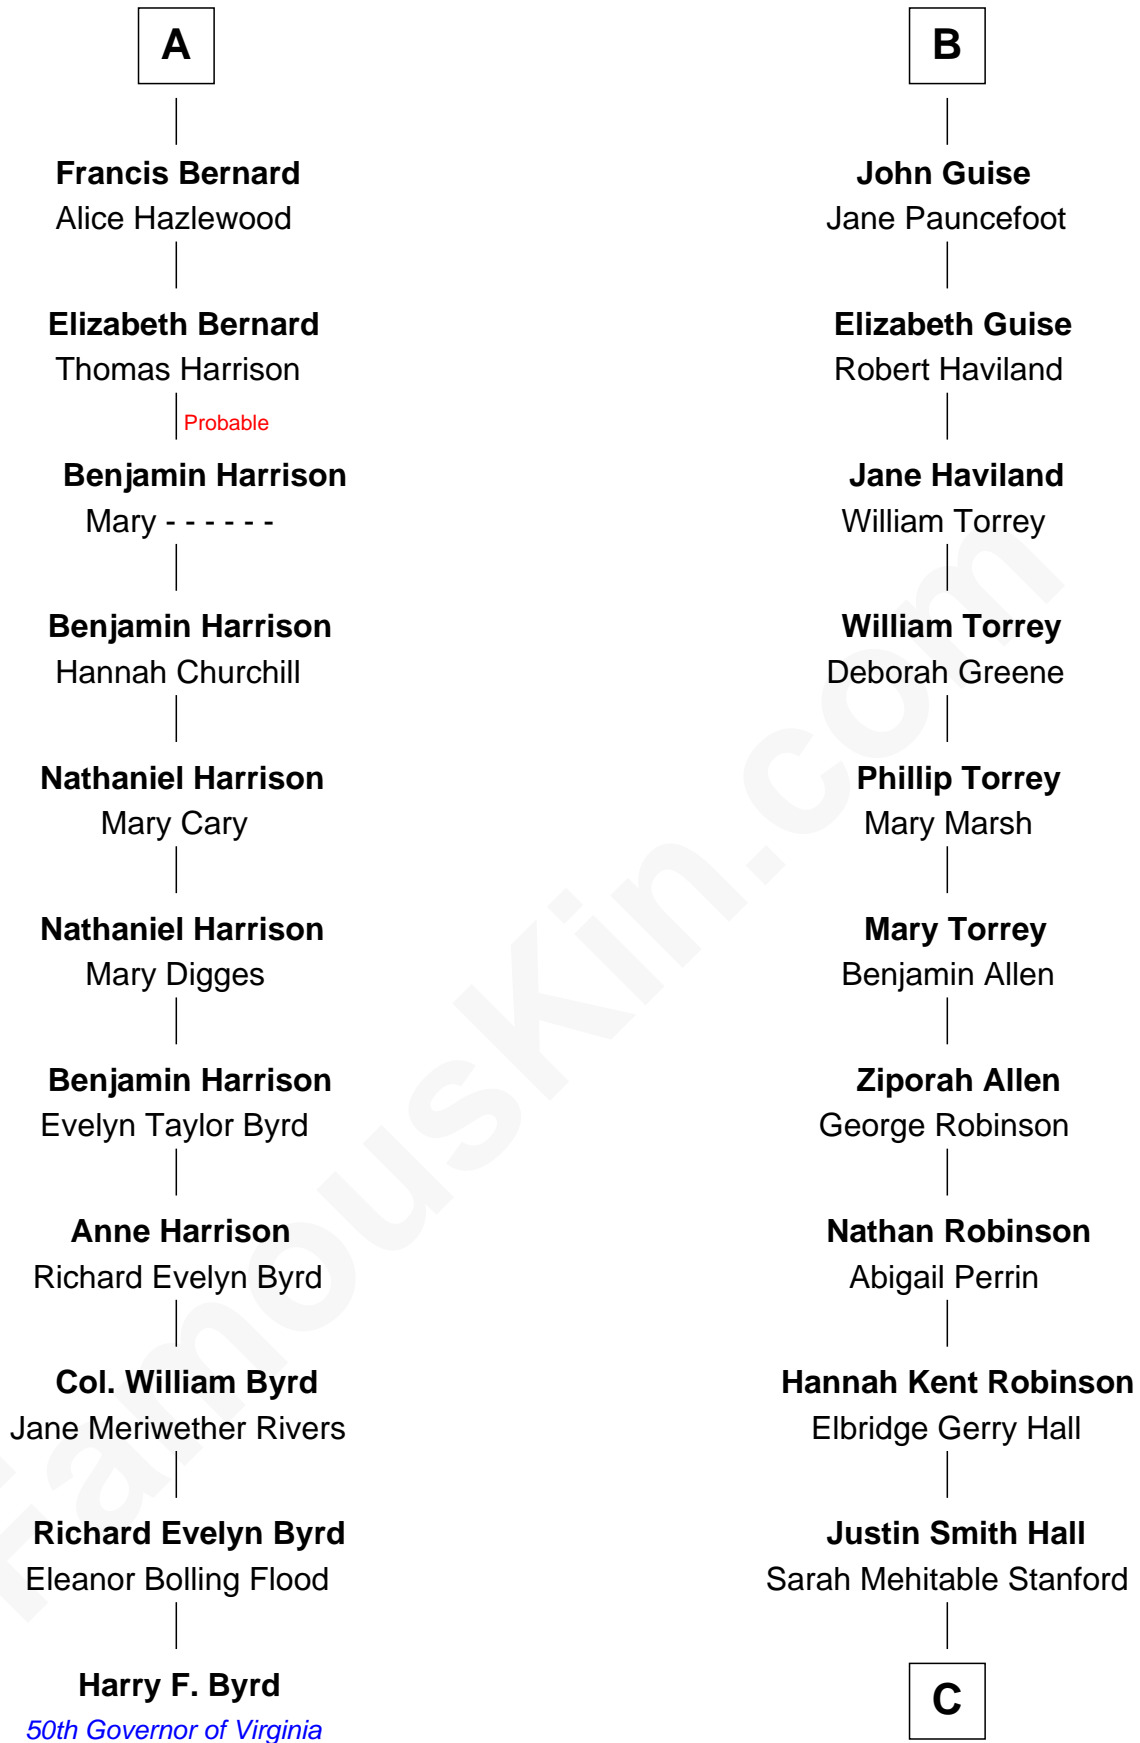 A
Francis Bernard
Alice Hazlewood
Elizabeth Bernard
Thomas Harrison
Probable
Benjamin Harrison
Mary - - - - - -
Benjamin Harrison
Hannah Churchill
Nathaniel Harrison
Mary Cary
Nathaniel Harrison
Mary Digges
Benjamin Harrison
Evelyn Taylor Byrd
Anne Harrison
Richard Evelyn Byrd
Col. William Byrd
Jane Meriwether Rivers
Richard Evelyn Byrd
Eleanor Bolling Flood
Harry F. Byrd
50th Governor of Virginia
B
John Guise
Jane Pauncefoot
Elizabeth Guise
Robert Haviland
Jane Haviland
William Torrey
William Torrey
Deborah Greene
Phillip Torrey
Mary Marsh
Mary Torrey
Benjamin Allen
Ziporah Allen
George Robinson
Nathan Robinson
Abigail Perrin
Hannah Kent Robinson
Elbridge Gerry Hall
Justin Smith Hall
Sarah Mehitable Stanford
C
FamousKin.com